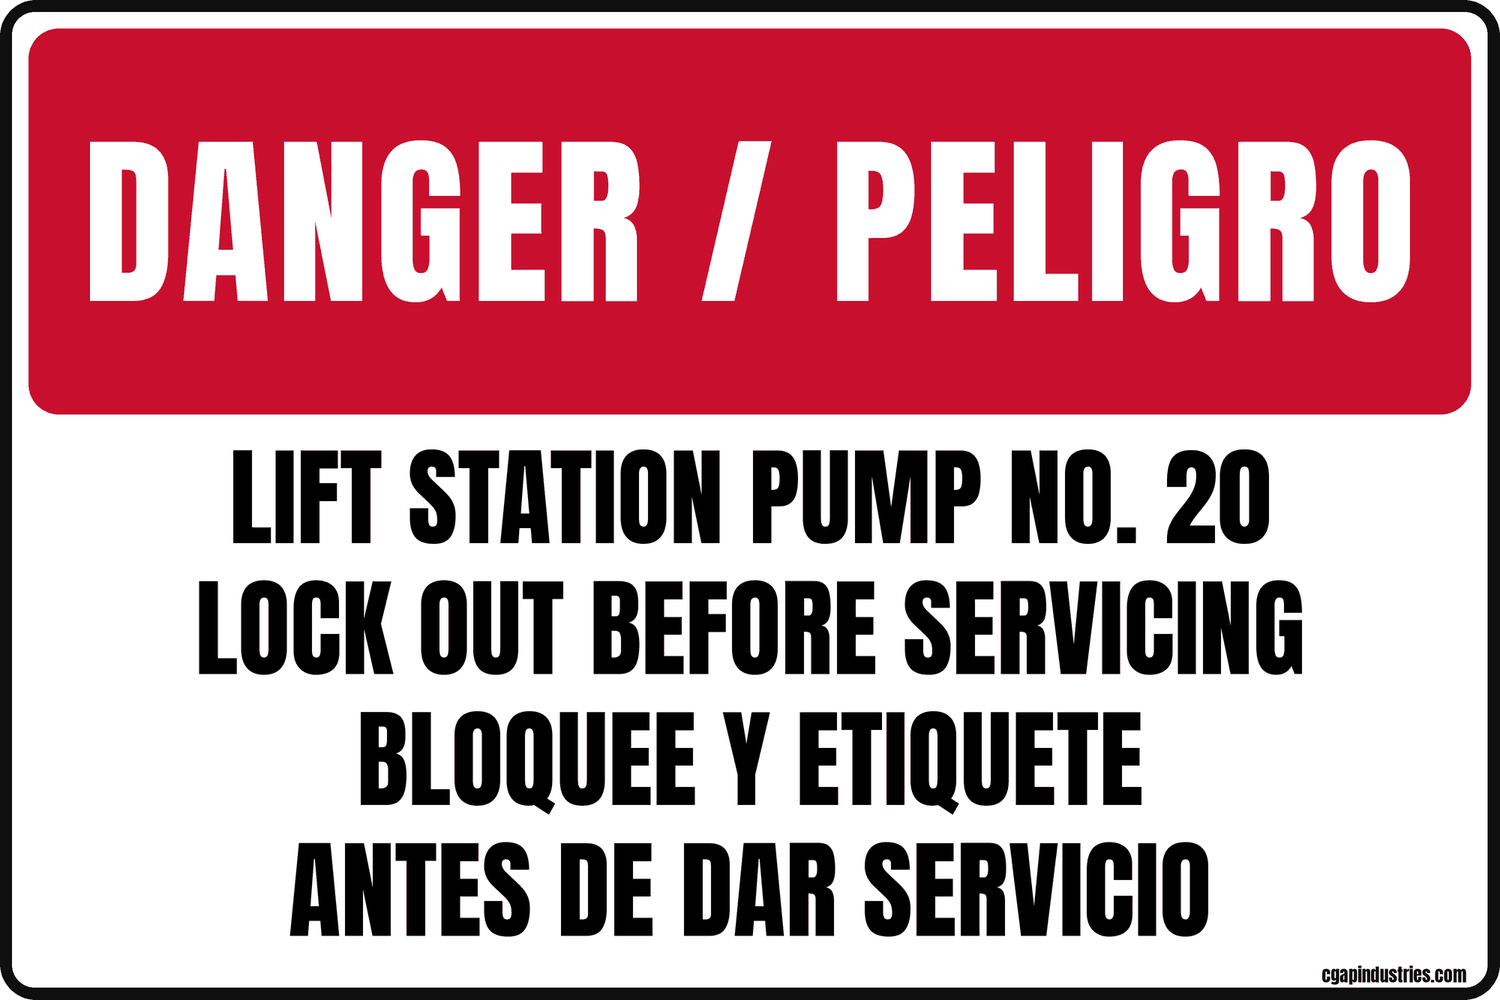 DANGER / PELIGRO
LIFT STATION PUMP NO. 20
LOCK OUT BEFORE SERVICING
BLOQUEE Y ETIQUETE
ANTES DE DAR SERVICIO
cgapindustries.com